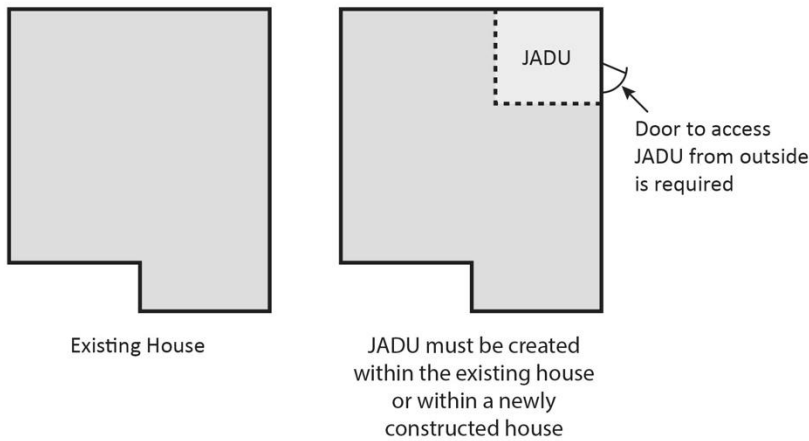 JADU
Door to access
JADU from outside
is required
Existing House
JADU must be created
within the existing house
or within a newly
constructed house